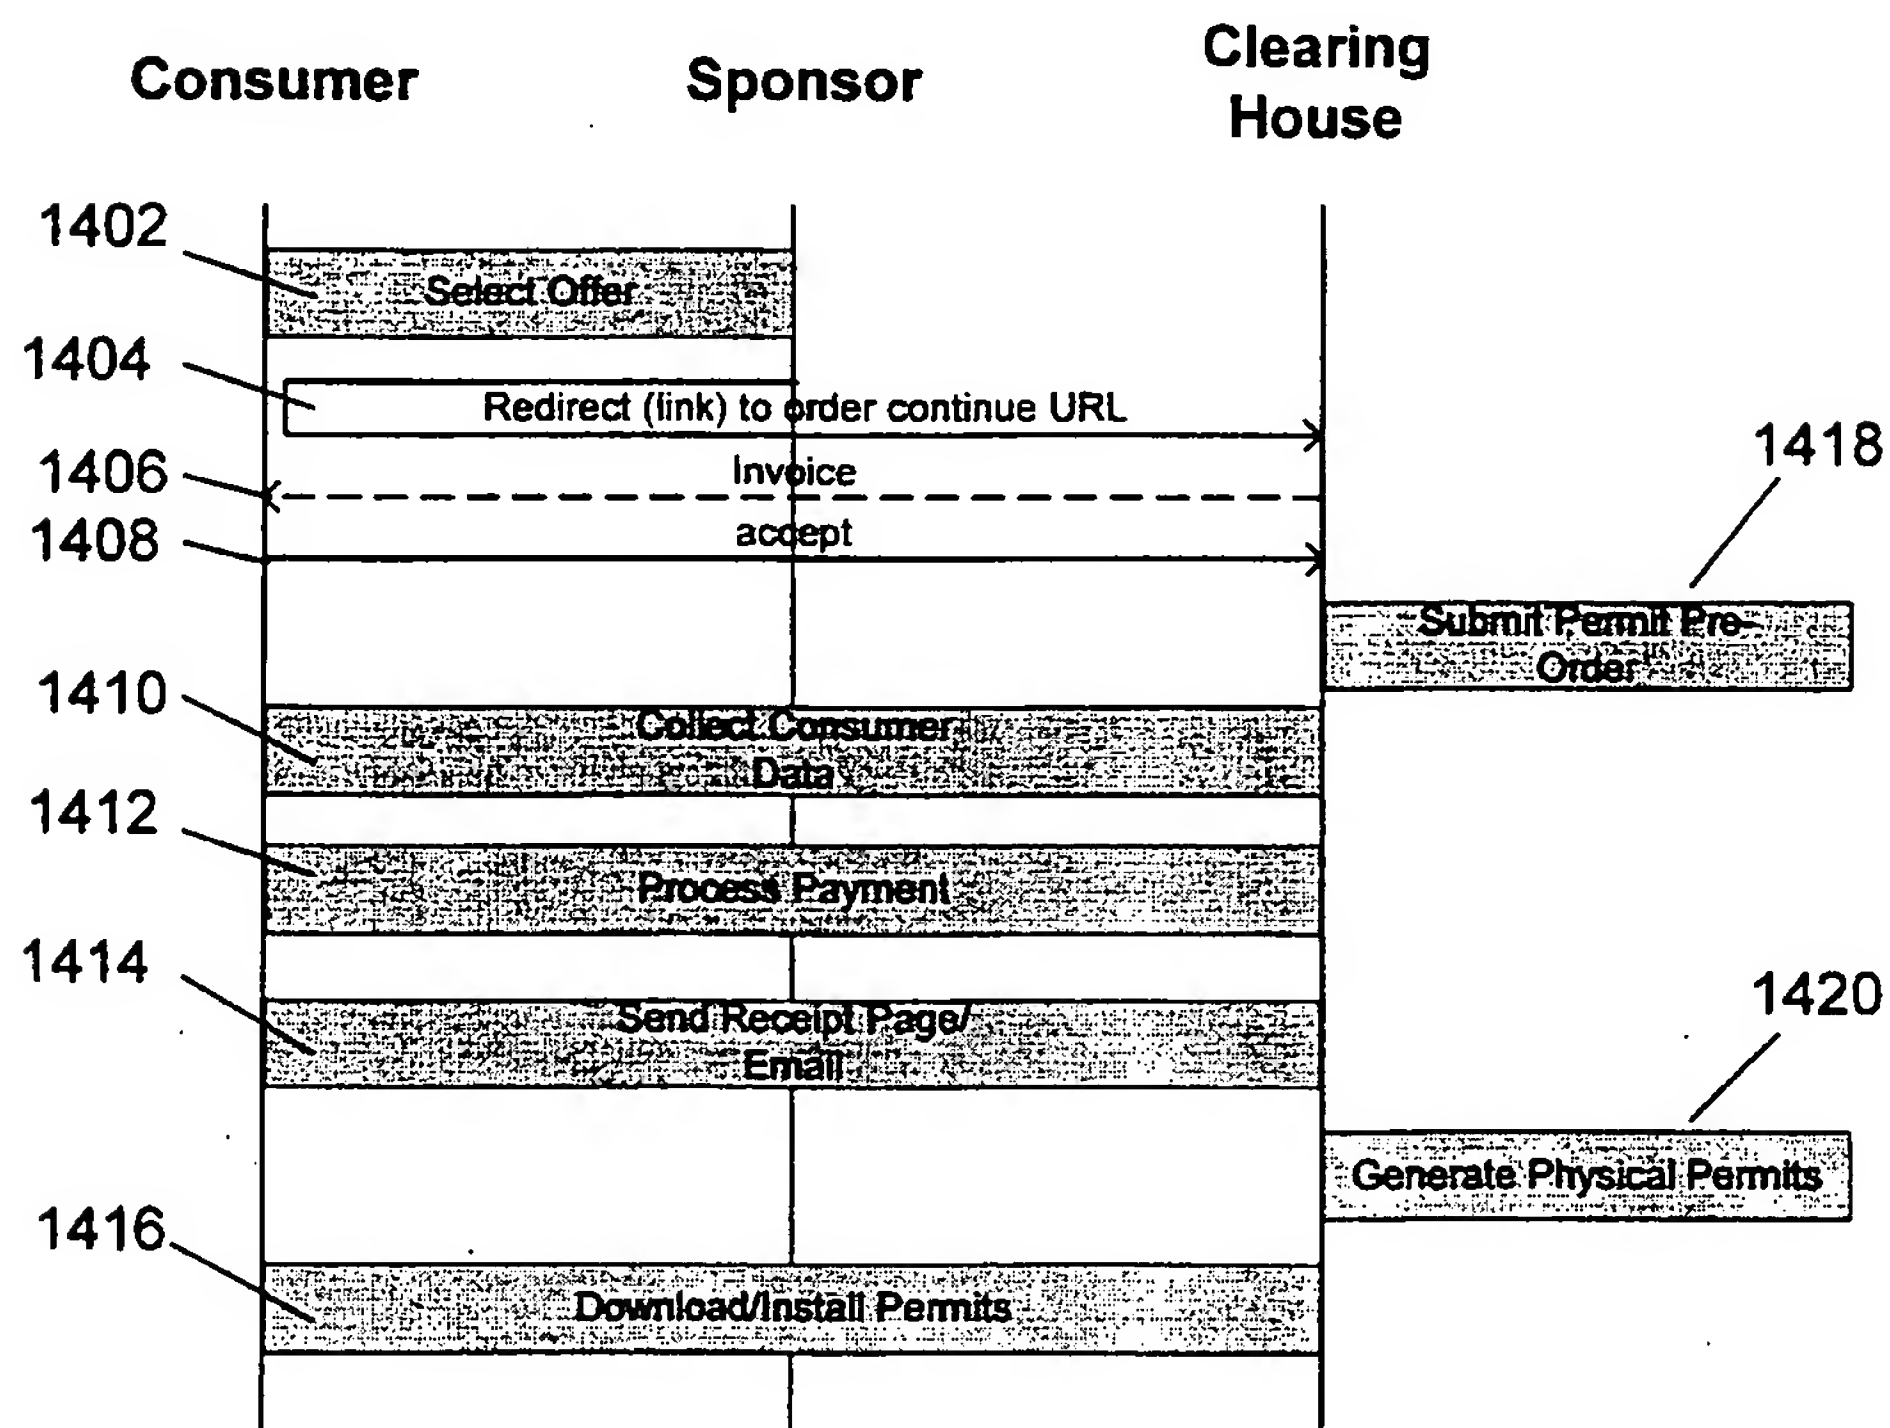 Consumer
Sponsor
Clearing
House
1402
Select Offer
1404
Redirect (link) to order continue URL
1406
Invoice
1408
accept
1418
Submit Permit Pre-
Order
1410
Collect Consumer
Data
1412
Process Payment
1414
Send Receipt Page/
Email
1420
Generate Physical Permits
1416
Download/Install Permits